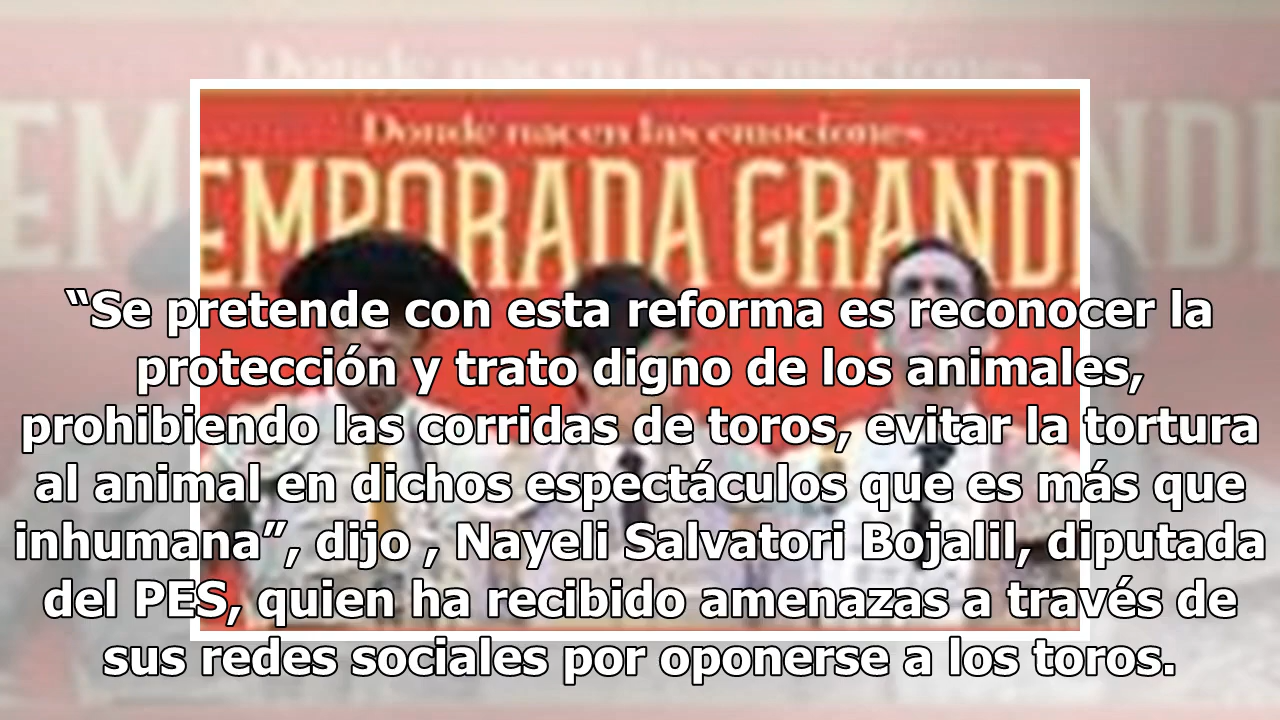 Donde nacen las emociones
EMPORADA GRAND
“Se pretende con esta reforma es reconocer la
protección y trato digno de los animales,
prohibiendo las corridas de toros, evitar la tortura
al animal en dichos espectáculos que es más que
inhumana”, dijo , Nayeli Salvatori Bojalil, diputada
del PES, quien ha recibido amenazas a través de
sus redes sociales por oponerse a los toros.